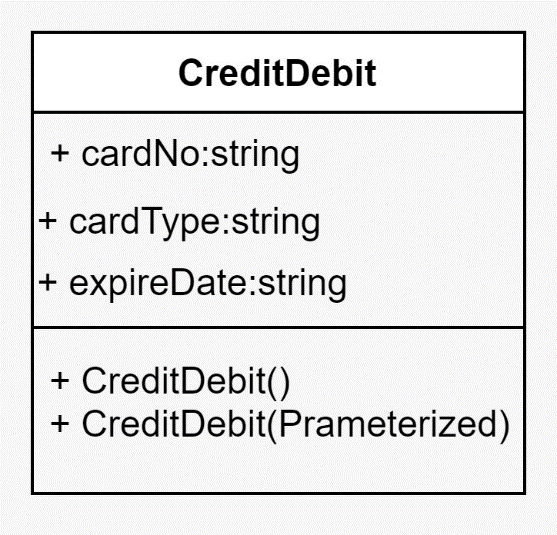 CreditDebit
+ cardNo:string
+ cardType:string
+ expireDate:string
+ CreditDebit()
+ CreditDebit(Prameterized)